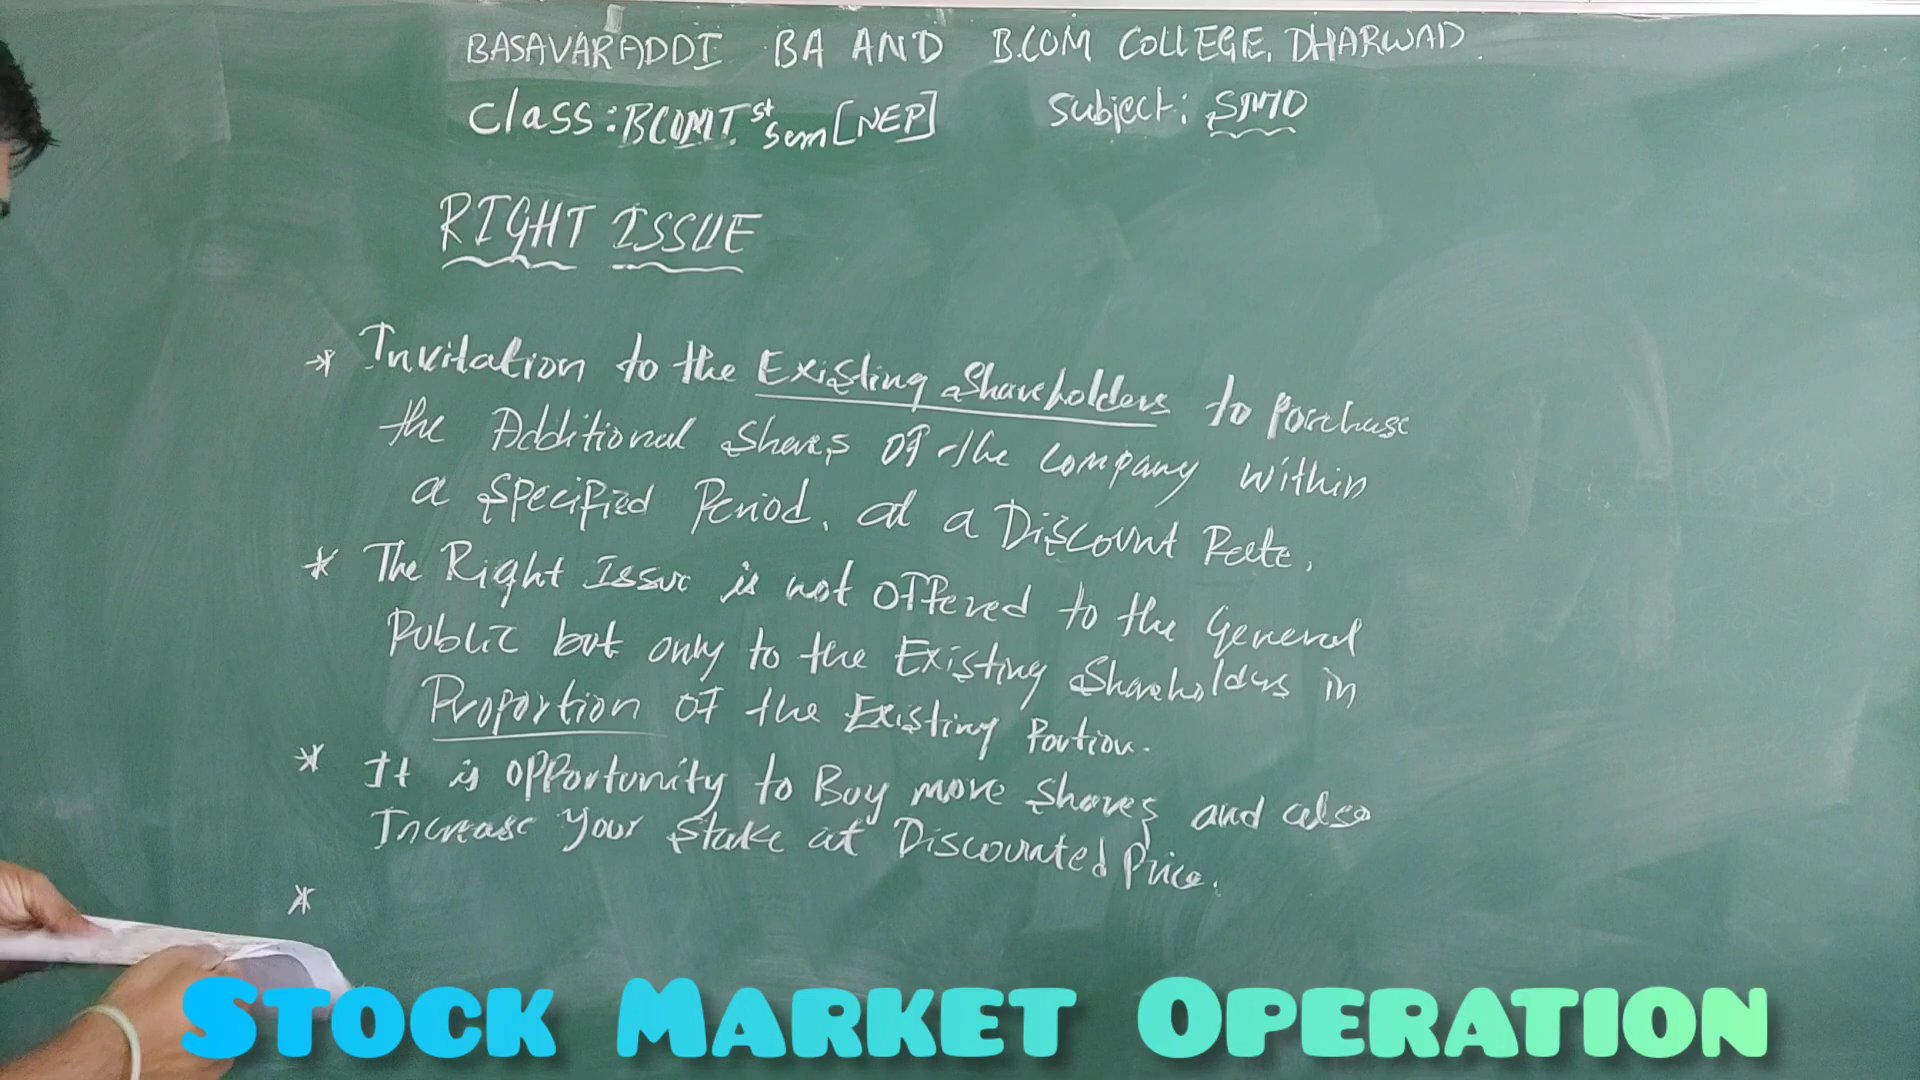 BASAVARADDI BA AND B.COM COLLEGE, DHARWAD
Class: BCOM I st Sem [NEP] Subject: SMO
RIGHT ISSUE
* Invitation to the Existing Shareholders to Purchase
the Additional Shares Of the Company Within
a Specified Period. at a Discount Rate.
* The Right Issue is not Offered to the General
Public but only to the Existing Shareholders in
Proportion Of the Existing Portion.
* It is opportunity to Buy more Shares and also
Increase Your Stake at Discounted Price.
*
STOCK MARKET OPERATION